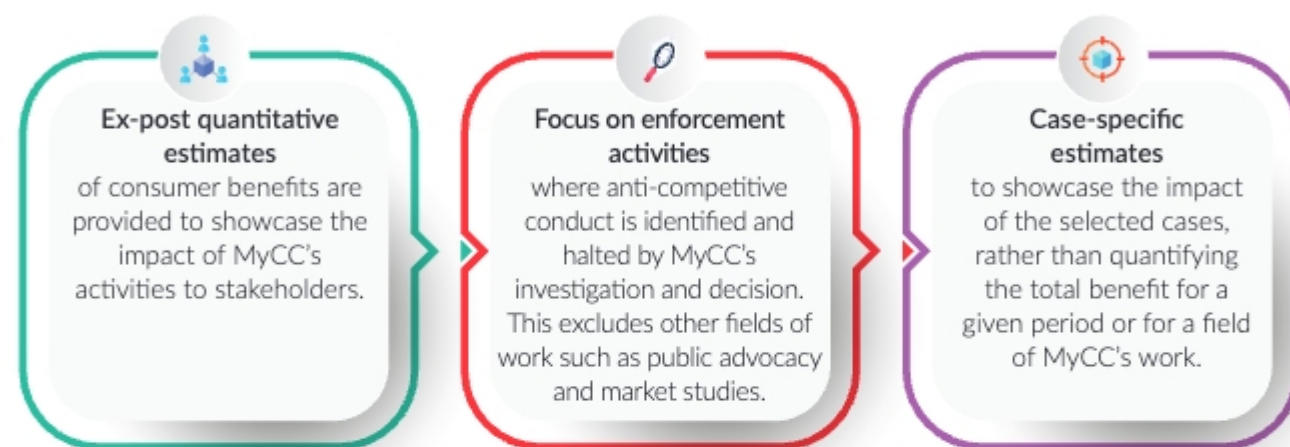 Ex-post quantitative
estimates
of consumer benefits are
provided to showcase the
impact of MyCC's
activities to stakeholders.
Focus on enforcement
activities
where anti-competitive
conduct is identified and
halted by MyCC's
investigation and decision.
This excludes other fields of
work such as public advocacy
and market studies.
Case-specific
estimates
to showcase the impact
of the selected cases,
rather than quantifying
the total benefit for a
given period or for a field
of MyCC's work.